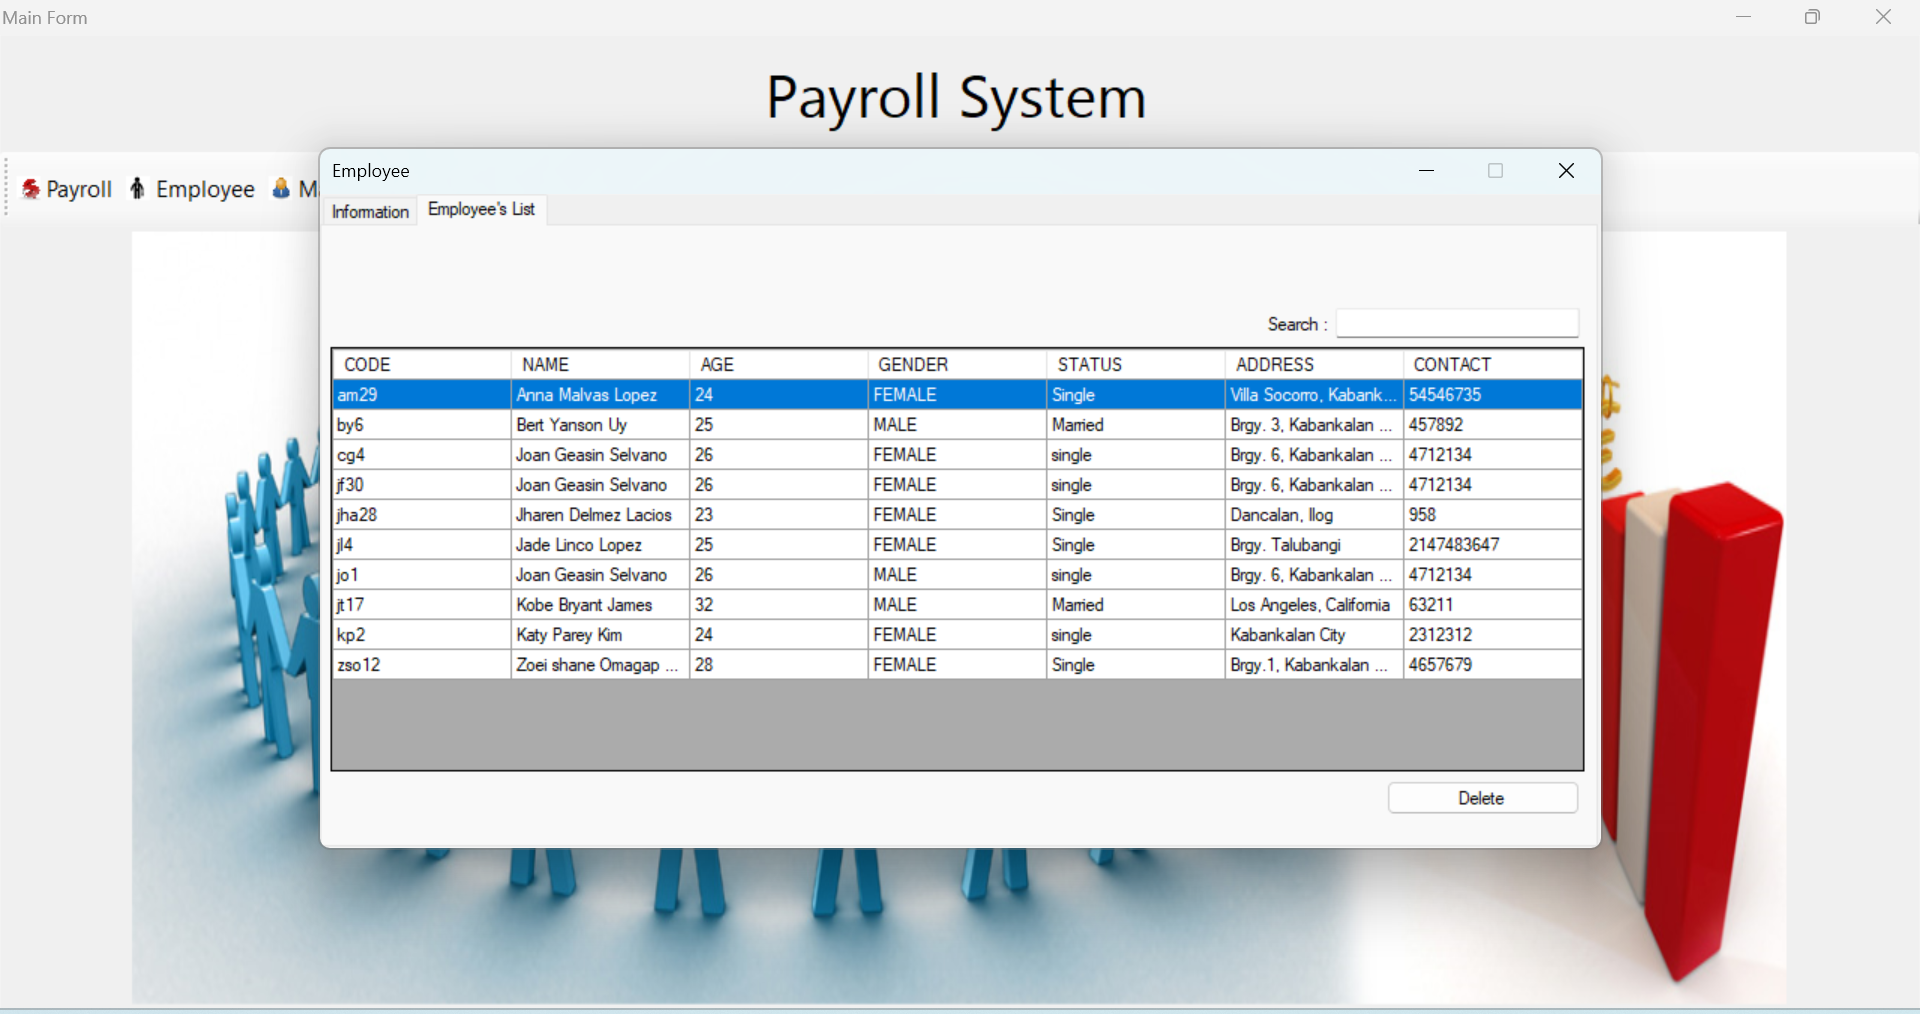 Main Form
Payroll System
Payroll Employee
Employee
Information Employee's List
Search :
CODE NAME AGE GENDER STATUS ADDRESS CONTACT
am29 Anna Malvas Lopez 24 FEMALE Single Villa Socorro, Kabank... 54546735
by6 Bert Yanson Uy 25 MALE Married Brgy. 3, Kabankalan ... 457892
cg4 Joan Geasin Selvano 26 FEMALE single Brgy. 6, Kabankalan ... 4712134
jf30 Joan Geasin Selvano 26 FEMALE single Brgy. 6, Kabankalan ... 4712134
jha28 Jharen Delmez Lacios 23 FEMALE Single Dancalan, Ilog 958
jl4 Jade Linco Lopez 25 FEMALE Single Brgy. Talubangi 2147483647
jo1 Joan Geasin Selvano 26 MALE single Brgy. 6, Kabankalan ... 4712134
jt17 Kobe Bryant James 32 MALE Married Los Angeles, California 63211
kp2 Katy Parey Kim 24 FEMALE single Kabankalan City 2312312
zso12 Zoei shane Omagap ... 28 FEMALE Single Brgy.1, Kabankalan ... 4657679
Delete